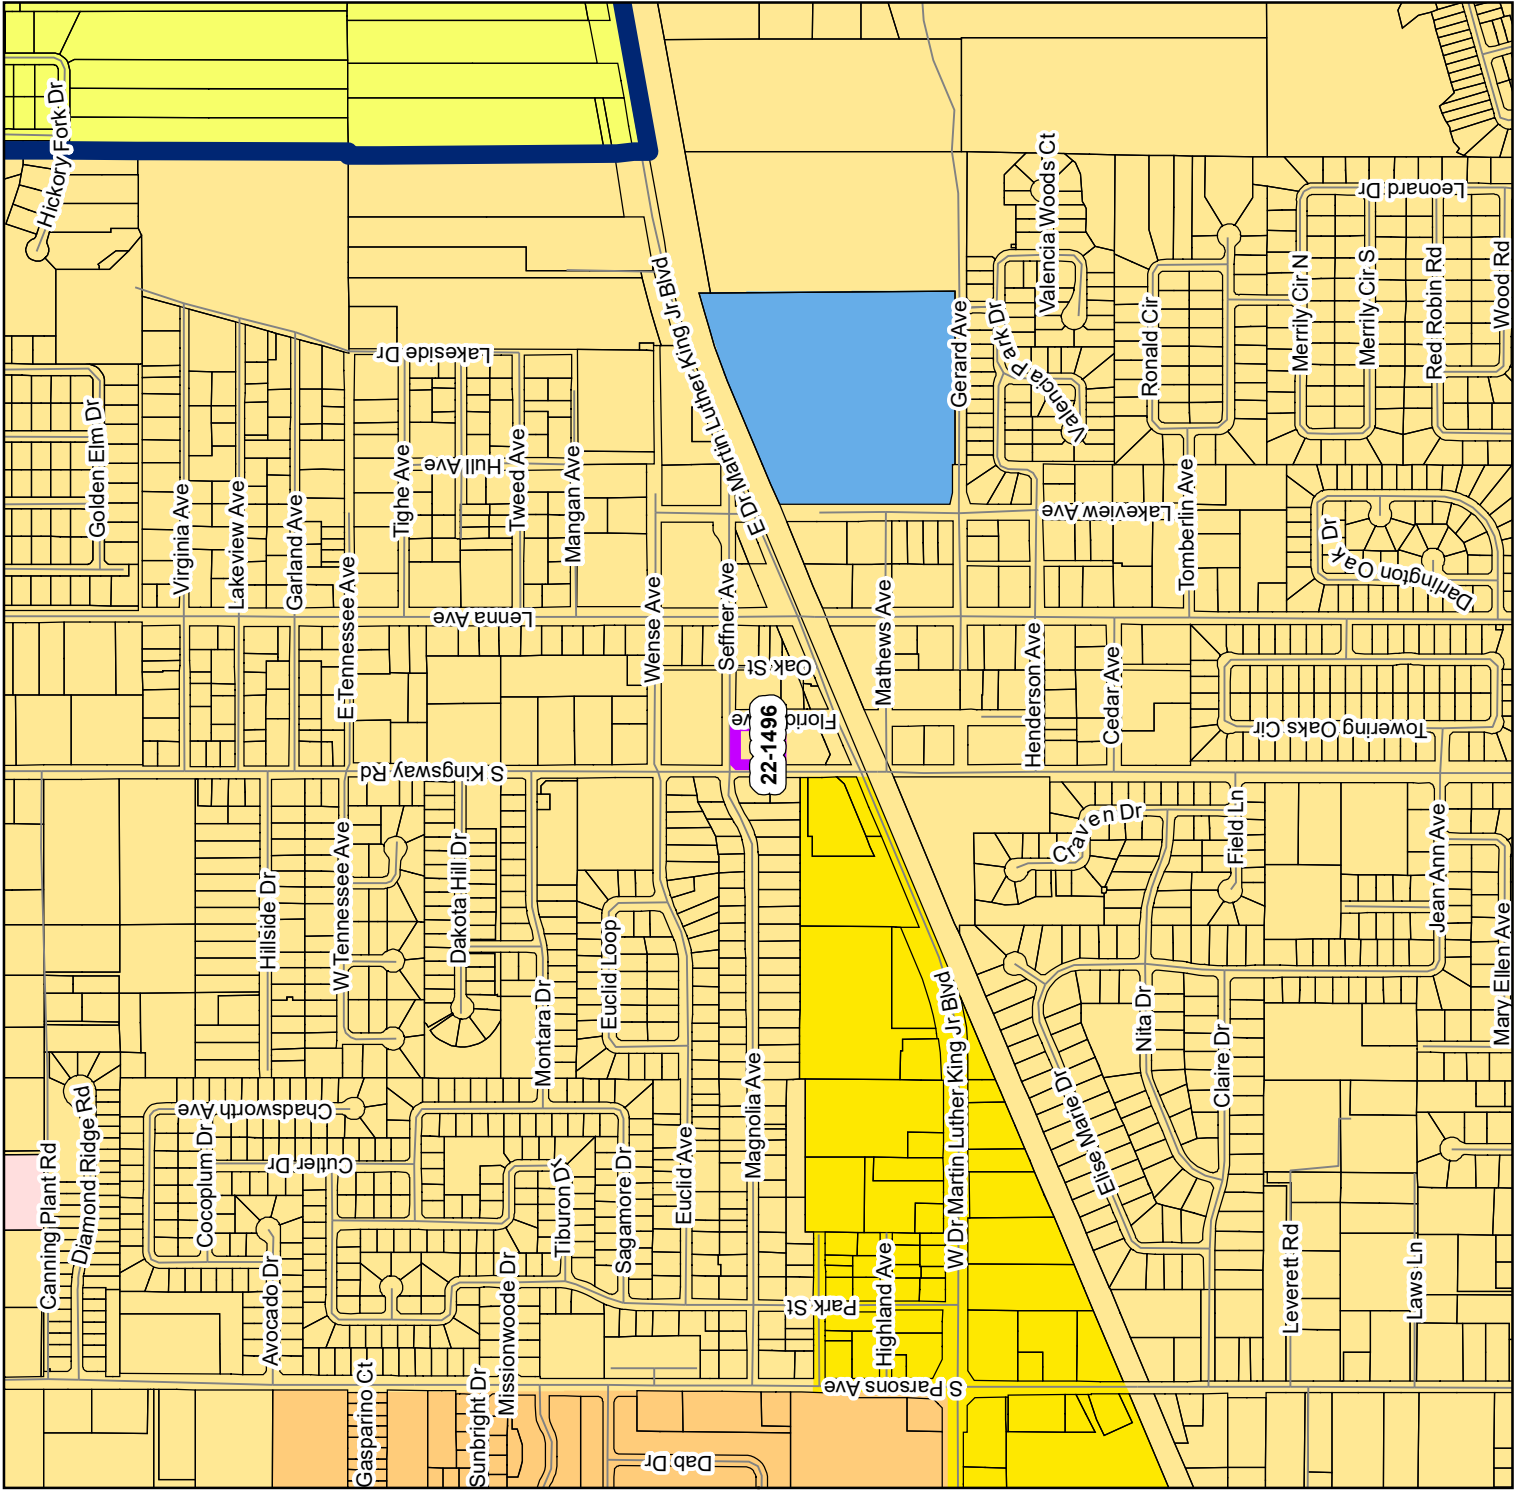 Hickory Fork Dr
Golden Elm Dr
Virginia Ave
Lakeview Ave
Garland Ave
E Tennessee Ave
Lakeside Dr
Tighe Ave
Hull Ave
Tweed Ave
Mangan Ave
Lenna Ave
Wense Ave
Seffner Ave
Oak St
E Dr Martin Luther King Jr Blvd
Gerard Ave
Valencia Woods Ct
Valencia Park Dr
Ronald Cir
Leonard Dr
Merrily Cir N
Merrily Cir S
Red Robin Rd
Wood Rd
Lakeview Ave
Tomberlin Ave
Darlington Oak Dr
Mathews Ave
Henderson Ave
Cedar Ave
Towering Oaks Cir
22-1496
S Kingsway Rd
Hillside Dr
W Tennessee Ave
Dakota Hill Dr
Montara Dr
Euclid Loop
Euclid Ave
Magnolia Ave
Craven Dr
Field Ln
Jean Ann Ave
Mary Ellen Ave
W Dr Martin Luther King Jr Blvd
Elise Marie Dr
Nita Dr
Claire Dr
Canning Plant Rd
Diamond Ridge Rd
Chadsworth Ave
Cocoplum Dr
Cutler Dr
Avocado Dr
Tiburon Dr
Sagamore Dr
Missionwoode Dr
Sunbright Dr
Gasparino Ct
Park St
Highland Ave
S Parsons Ave
Dab Dr
Leverett Rd
Laws Ln